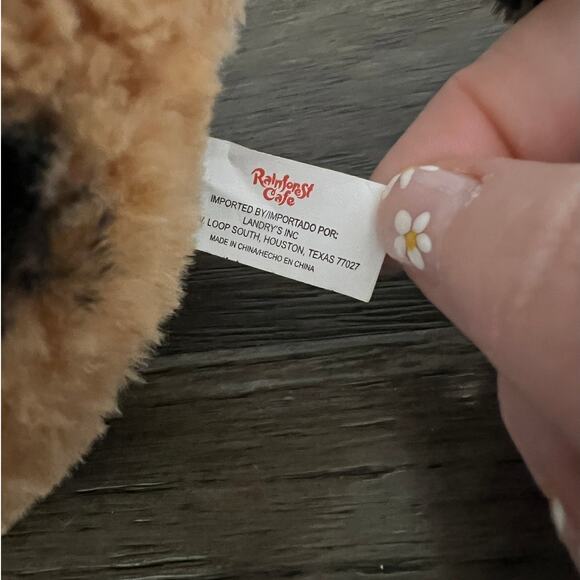 Rainforest
Cafe
IMPORTED BY/IMPORTADO POR:
LANDRY'S INC
LOOP SOUTH, HOUSTON, TEXAS 77027
MADE IN CHINA/HECHO EN CHINA